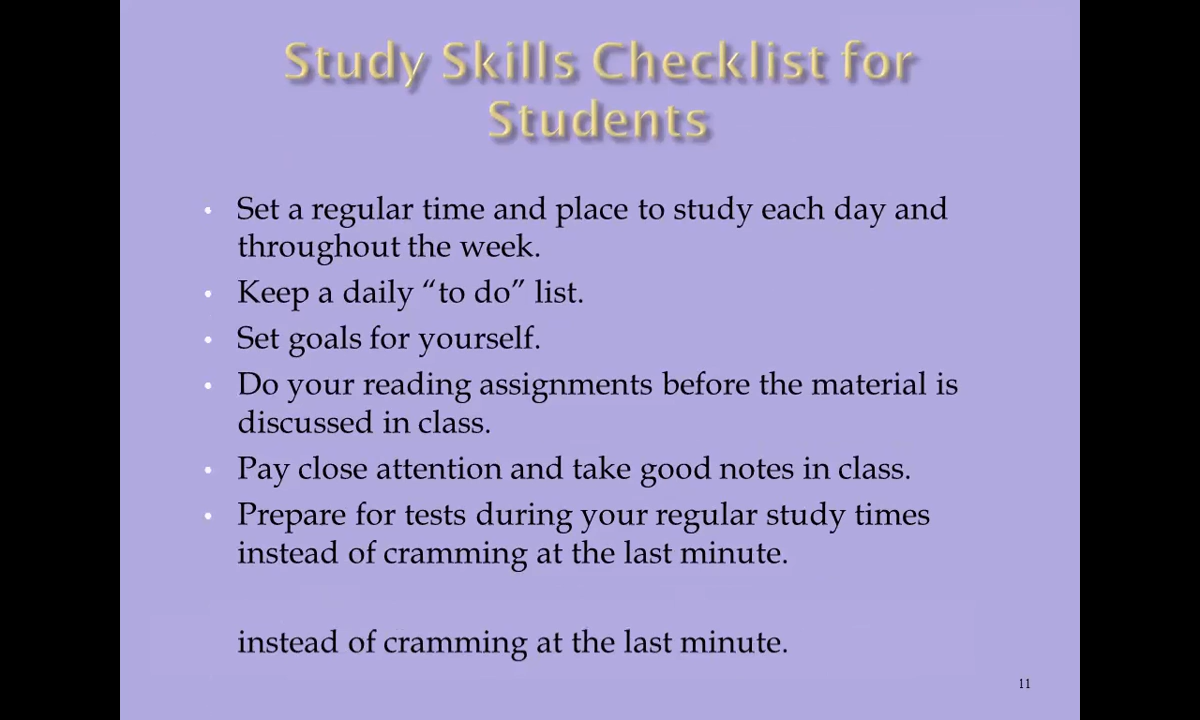 Study Skills Checklist for
Students
• Set a regular time and place to study each day and
throughout the week.
• Keep a daily “to do” list.
• Set goals for yourself.
• Do your reading assignments before the material is
discussed in class.
• Pay close attention and take good notes in class.
• Prepare for tests during your regular study times
instead of cramming at the last minute.
instead of cramming at the last minute.
11